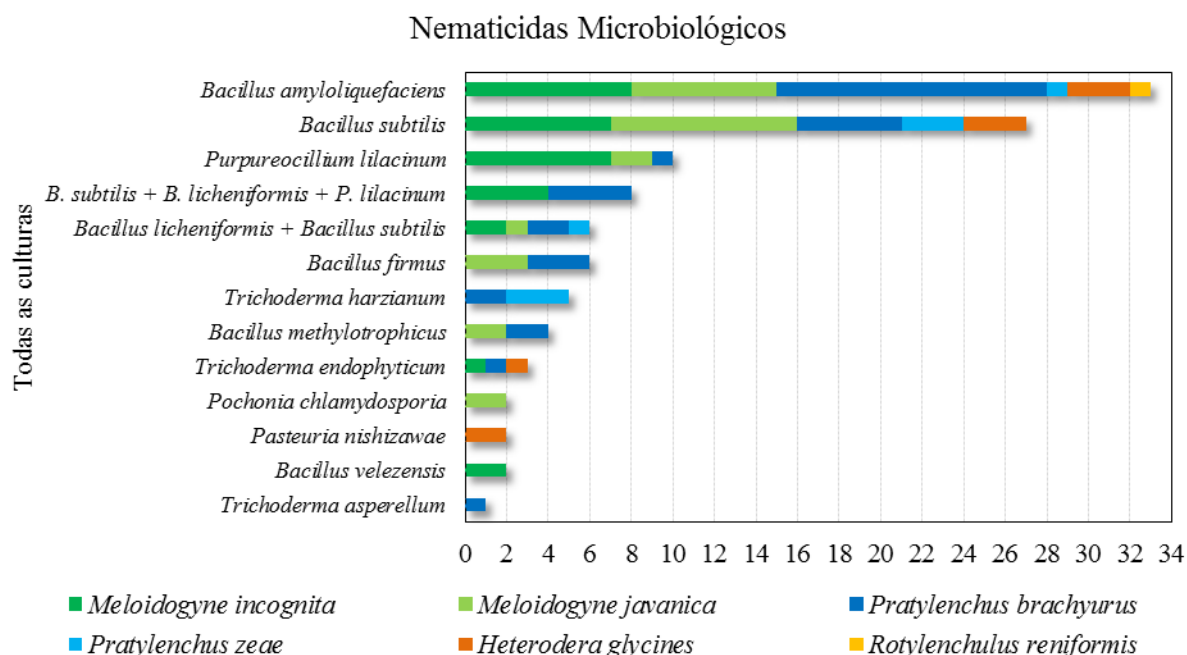 Nematicidas Microbiológicos
Todas as culturas
Bacillus amyloliquefaciens
Bacillus subtilis
Purpureocillium lilacinum
B. subtilis + B. licheniformis + P. lilacinum
Bacillus licheniformis + Bacillus subtilis
Bacillus firmus
Trichoderma harzianum
Bacillus methylotrophicus
Trichoderma endophyticum
Pochonia chlamydosporia
Pasteuria nishizawae
Bacillus velezensis
Trichoderma asperellum
0 2 4 6 8 10 12 14 16 18 20 22 24 26 28 30 32 34
Meloidogyne incognita Meloidogyne javanica Pratylenchus brachyurus
Pratylenchus zeae Heterodera glycines Rotylenchulus reniformis